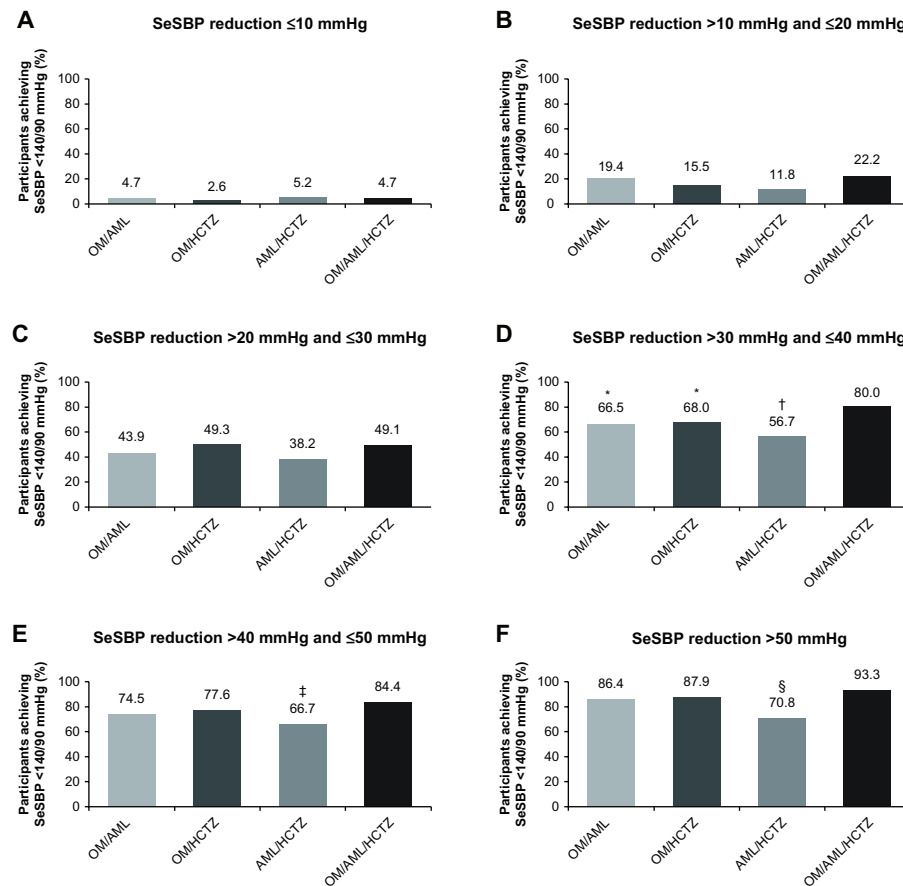 A
SeSBP reduction ≤10 mmHg
Participants achieving
SeSBP <140/90 mmHg (%)
100
80
60
40
20
0
4.7
2.6
5.2
4.7
OM/AML
OM/HCTZ
AML/HCTZ
OM/AML/HCTZ
B
SeSBP reduction >10 mmHg and ≤20 mmHg
Participants achieving
SeSBP <140/90 mmHg (%)
100
80
60
40
20
0
19.4
15.5
11.8
22.2
OM/AML
OM/HCTZ
AML/HCTZ
OM/AML/HCTZ
C
SeSBP reduction >20 mmHg and ≤30 mmHg
Participants achieving
SeSBP <140/90 mmHg (%)
100
80
60
40
20
0
43.9
49.3
38.2
49.1
OM/AML
OM/HCTZ
AML/HCTZ
OM/AML/HCTZ
D
SeSBP reduction >30 mmHg and ≤40 mmHg
Participants achieving
SeSBP <140/90 mmHg (%)
100
80
60
40
20
0
*
66.5
*
68.0
†
56.7
80.0
OM/AML
OM/HCTZ
AML/HCTZ
OM/AML/HCTZ
E
SeSBP reduction >40 mmHg and ≤50 mmHg
Participants achieving
SeSBP <140/90 mmHg (%)
100
80
60
40
20
0
74.5
77.6
‡
66.7
84.4
OM/AML
OM/HCTZ
AML/HCTZ
OM/AML/HCTZ
F
SeSBP reduction >50 mmHg
Participants achieving
SeSBP <140/90 mmHg (%)
100
80
60
40
20
0
86.4
87.9
§
70.8
93.3
OM/AML
OM/HCTZ
AML/HCTZ
OM/AML/HCTZ